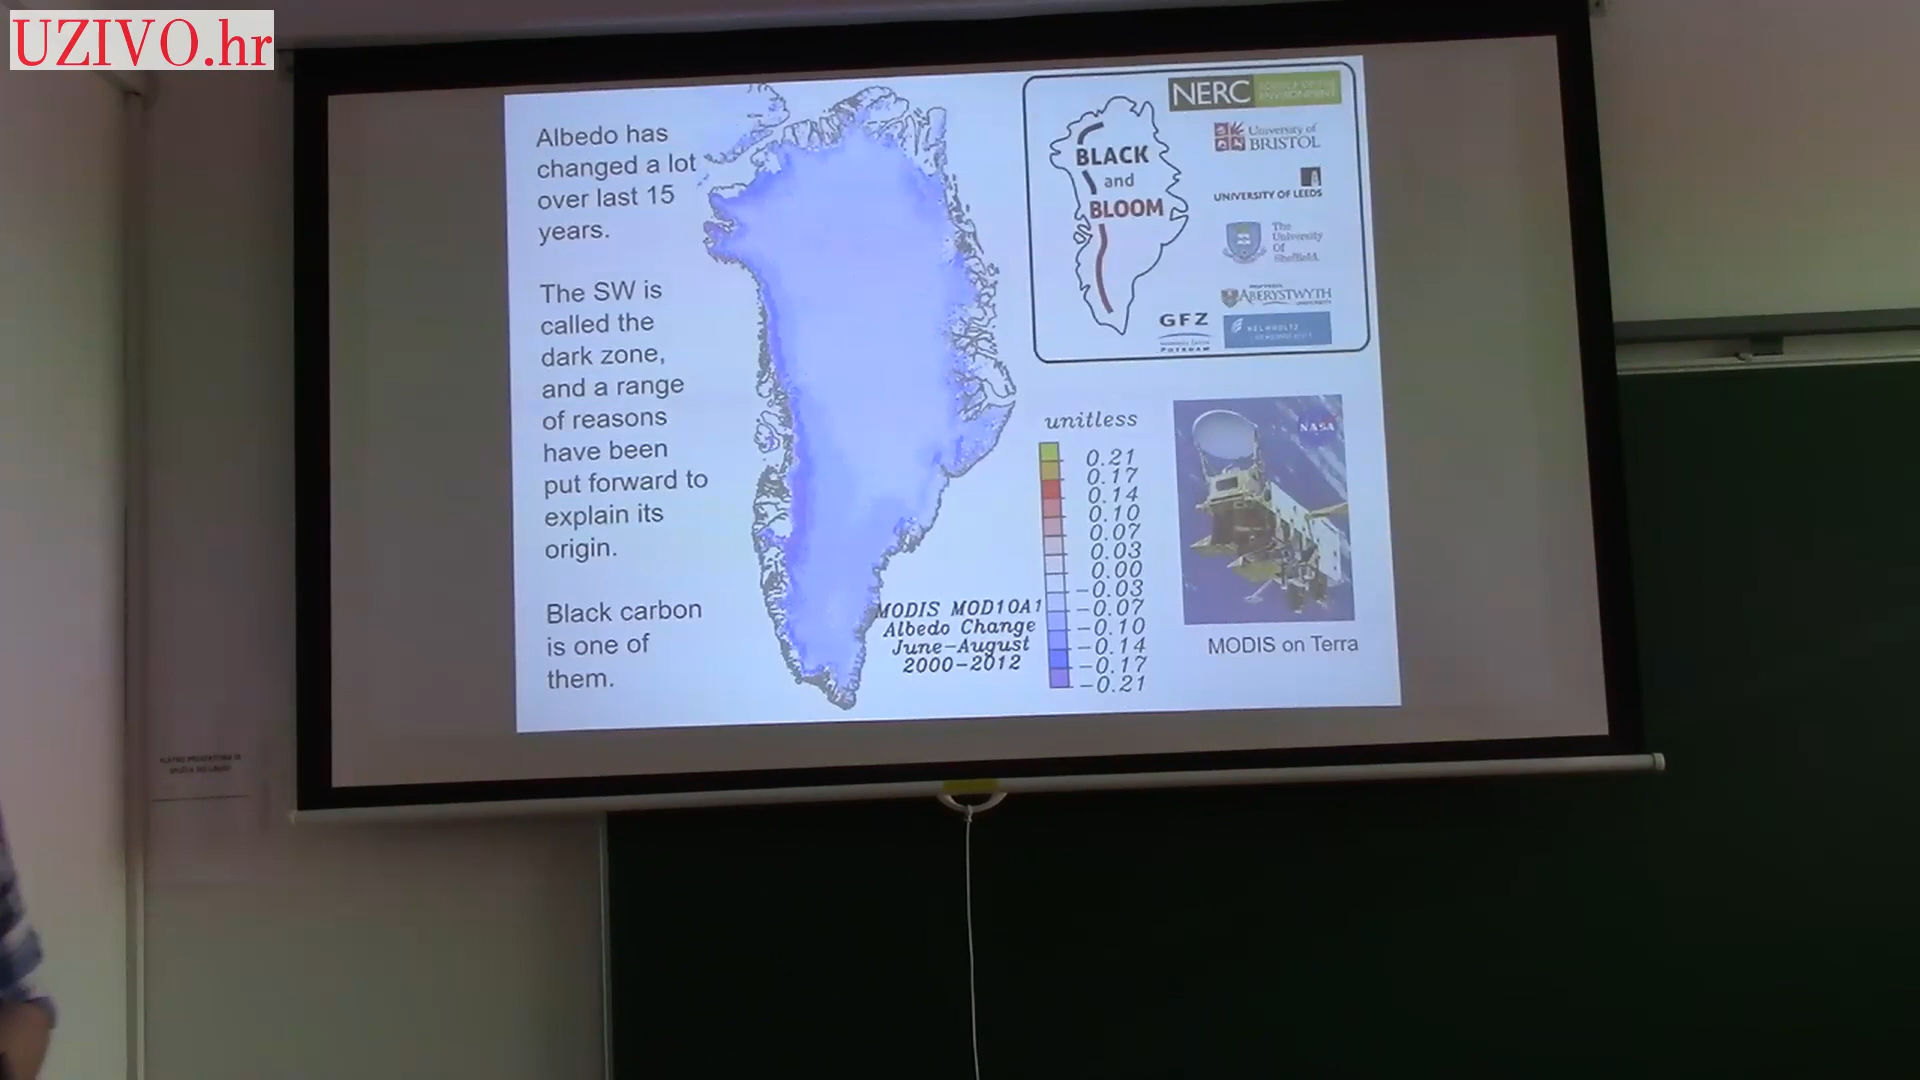 UZIVO.hr
Albedo has
changed a lot
over last 15
years.
The SW is
called the
dark zone,
and a range
of reasons
have been
put forward to
explain its
origin.
Black carbon
is one of
them.
MODIS MOD10A1
Albedo Change
June-August
2000-2012
unitless
0.21
0.17
0.14
0.10
0.07
0.03
0.00
-0.03
-0.07
-0.10
-0.14
-0.17
-0.21
BLACK
and
BLOOM
NERC
ENVIRONMENT
University of
BRISTOL
UNIVERSITY OF LEEDS
The
University
Of
Sheffield.
ABERYSTWYTH
GFZ
POTSDAM
HELMHOLTZ
NASA
MODIS on Terra